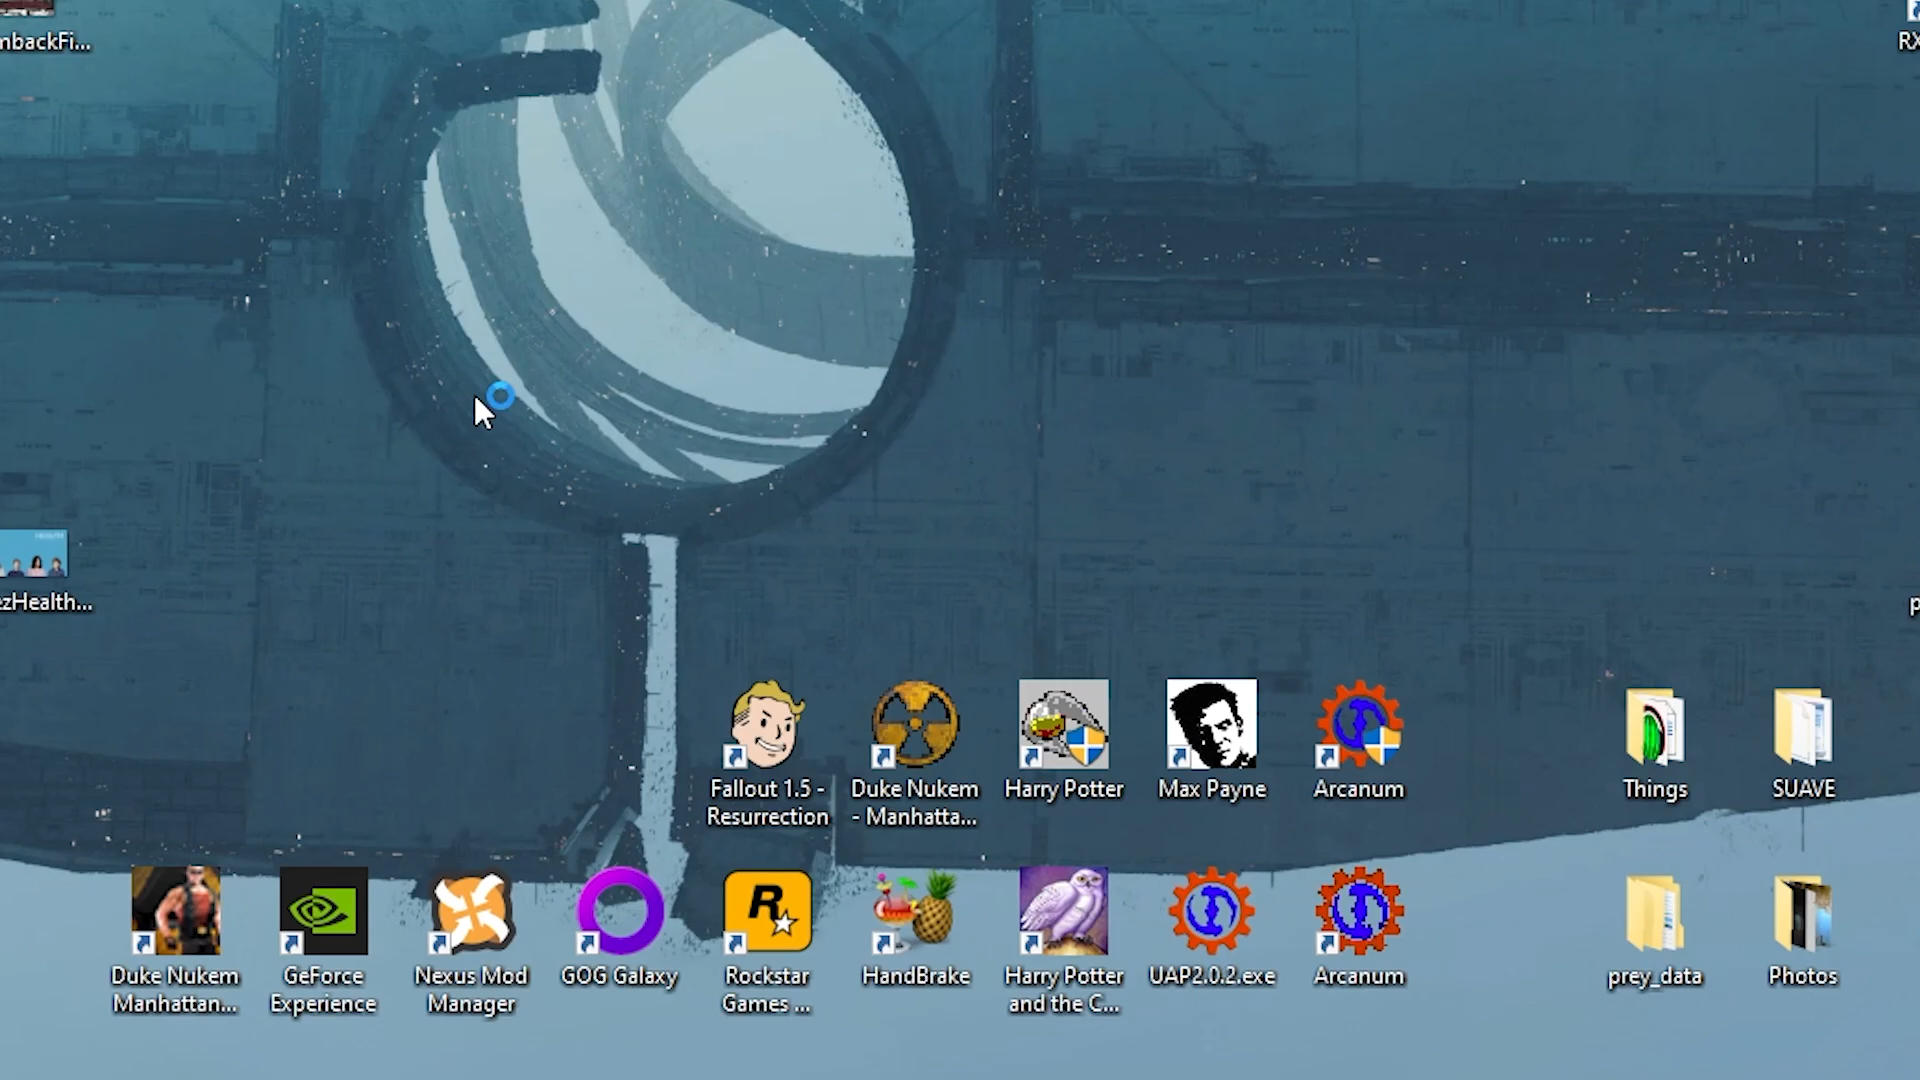 mbackFi...
RX
ezHealth...
p
Fallout 1.5 -
Resurrection
Duke Nukem
- Manhatta...
Harry Potter
Max Payne
Arcanum
Things
SUAVE
R
Duke Nukem
Manhattan...
GeForce
Experience
Nexus Mod
Manager
GOG Galaxy
Rockstar
Games ...
HandBrake
Harry Potter
and the C...
UAP2.0.2.exe
Arcanum
prey_data
Photos